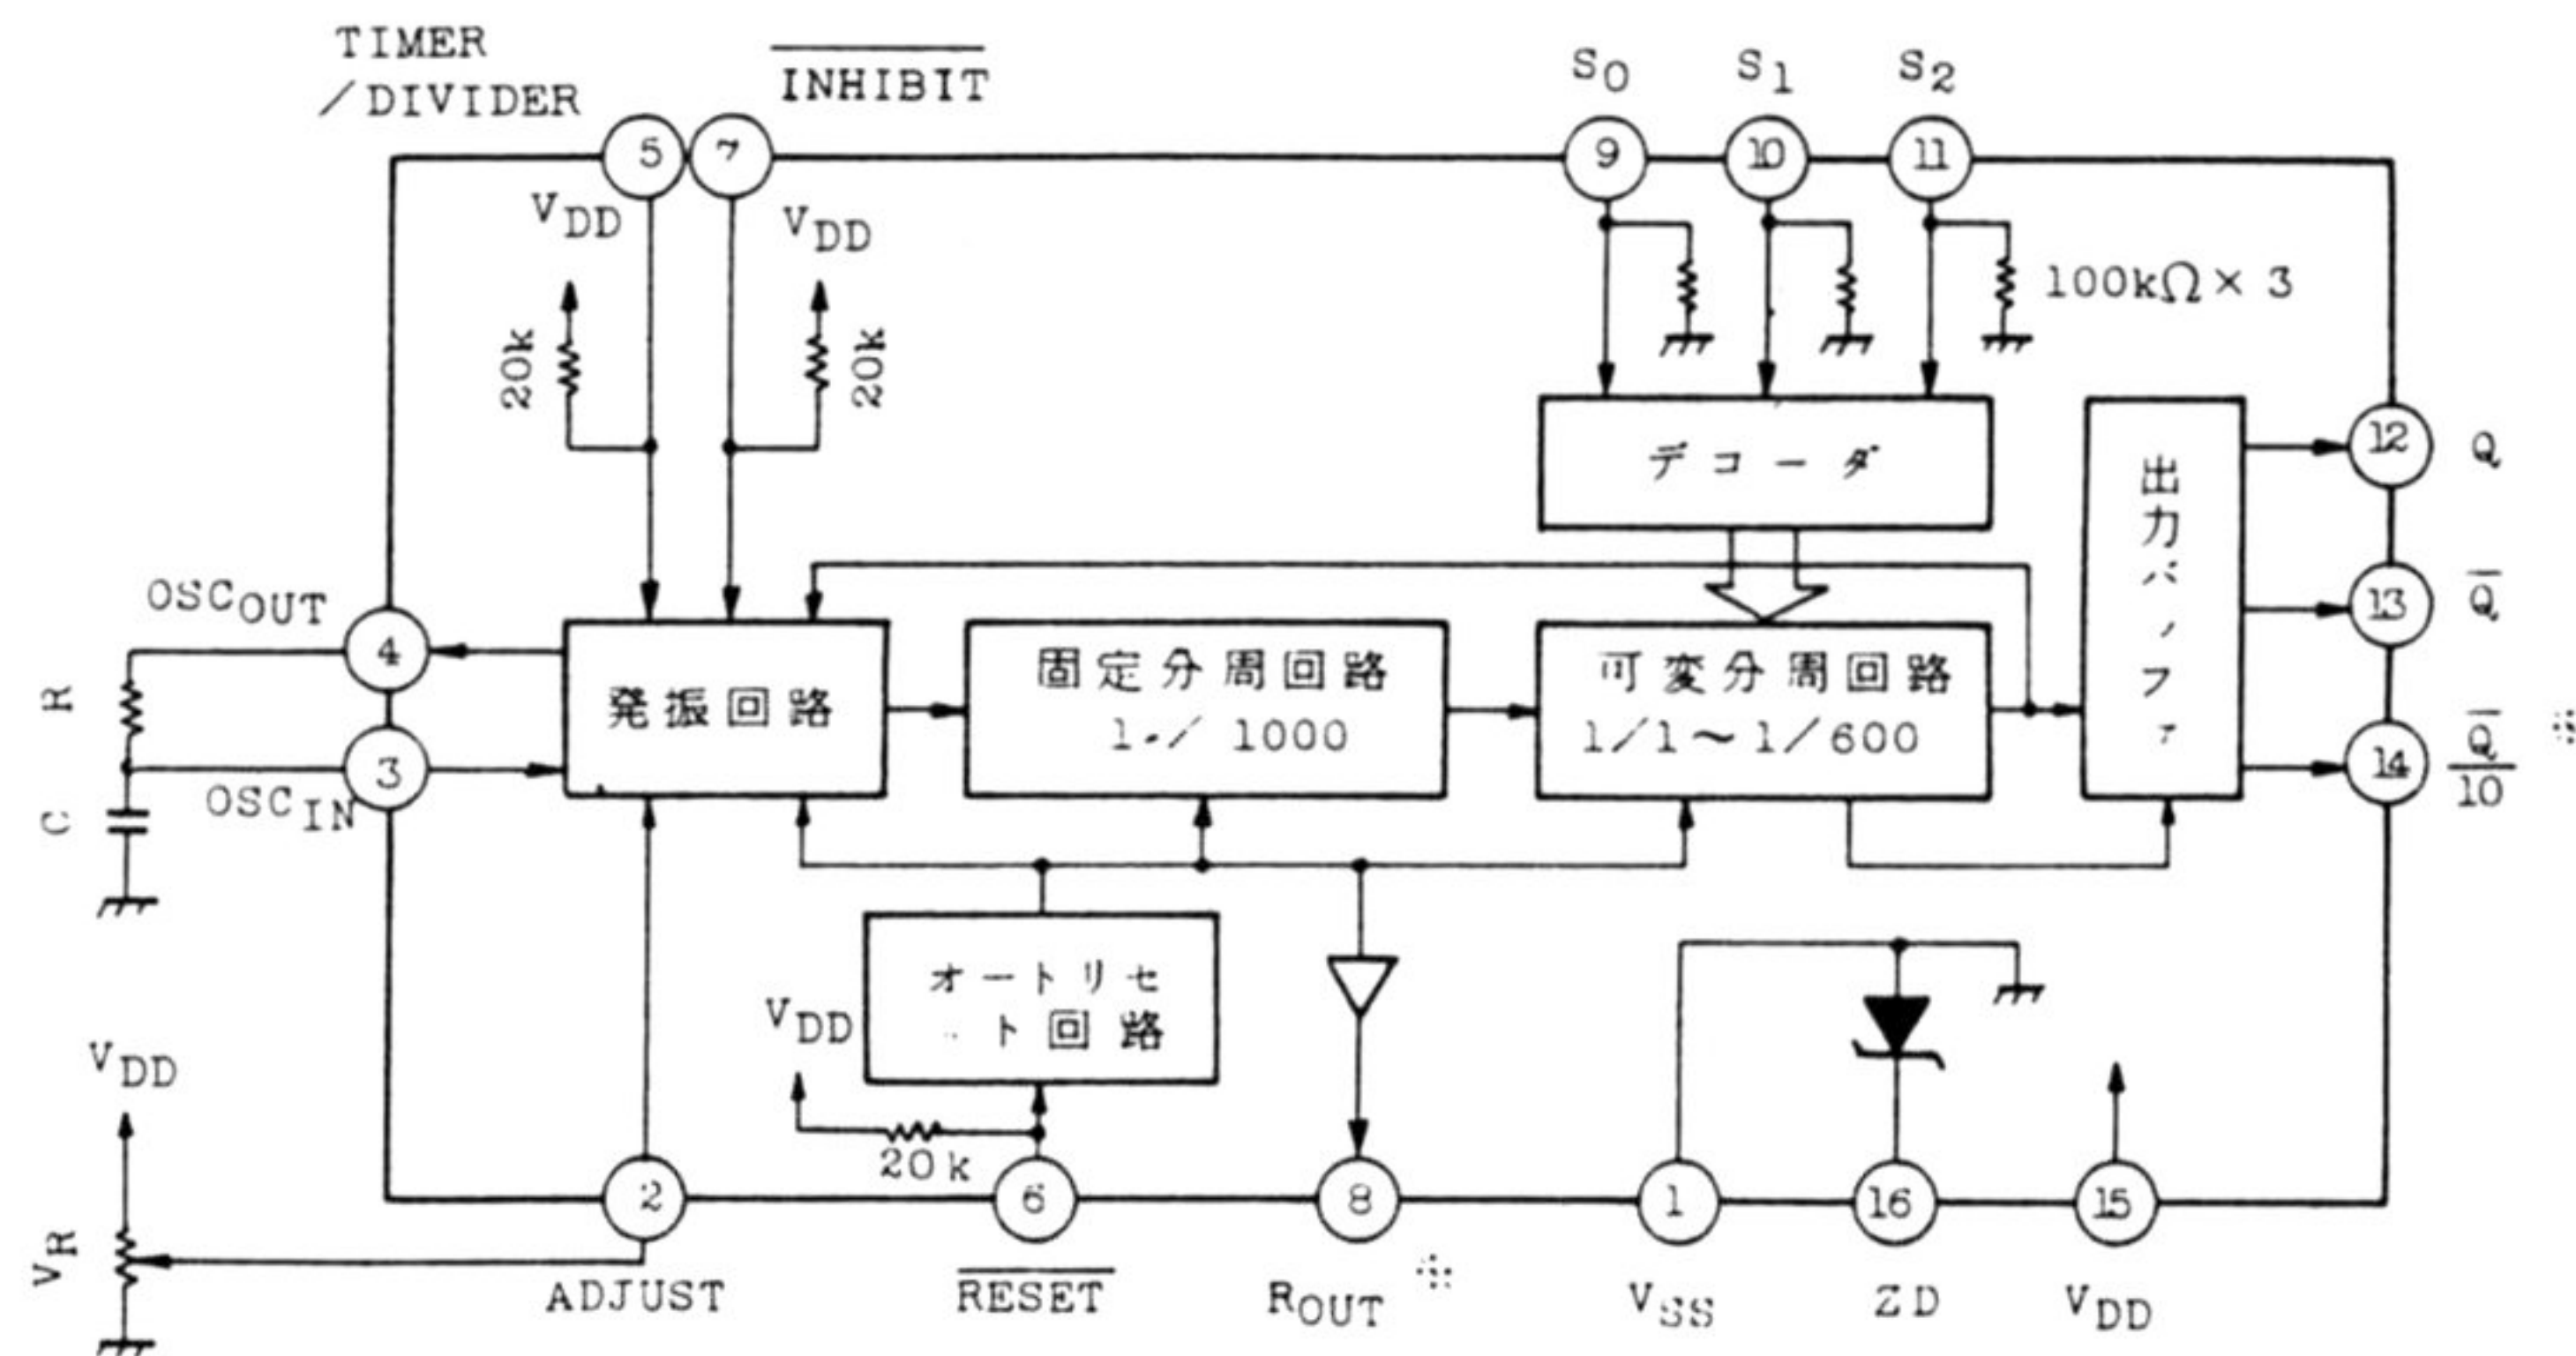 TIMER
/DIVIDER
INHIBIT
S0 S1 S2
5 7 9 10 11
VDD VDD
20k 20k
100kΩ×3
デコーダ
12 Q
出力バッファ
OSCOUT
4
13 Q̅
R
発振回路
固定分周回路
1/1000
可変分周回路
1/1~1/600
3
OSCIN
C
14 Q̅/10 ※
オートリセ
ット回路
VDD
VDD
20k
VR
2 6 8 1 16 15
ADJUST
RESET
ROUT ※
VSS
ZD
VDD